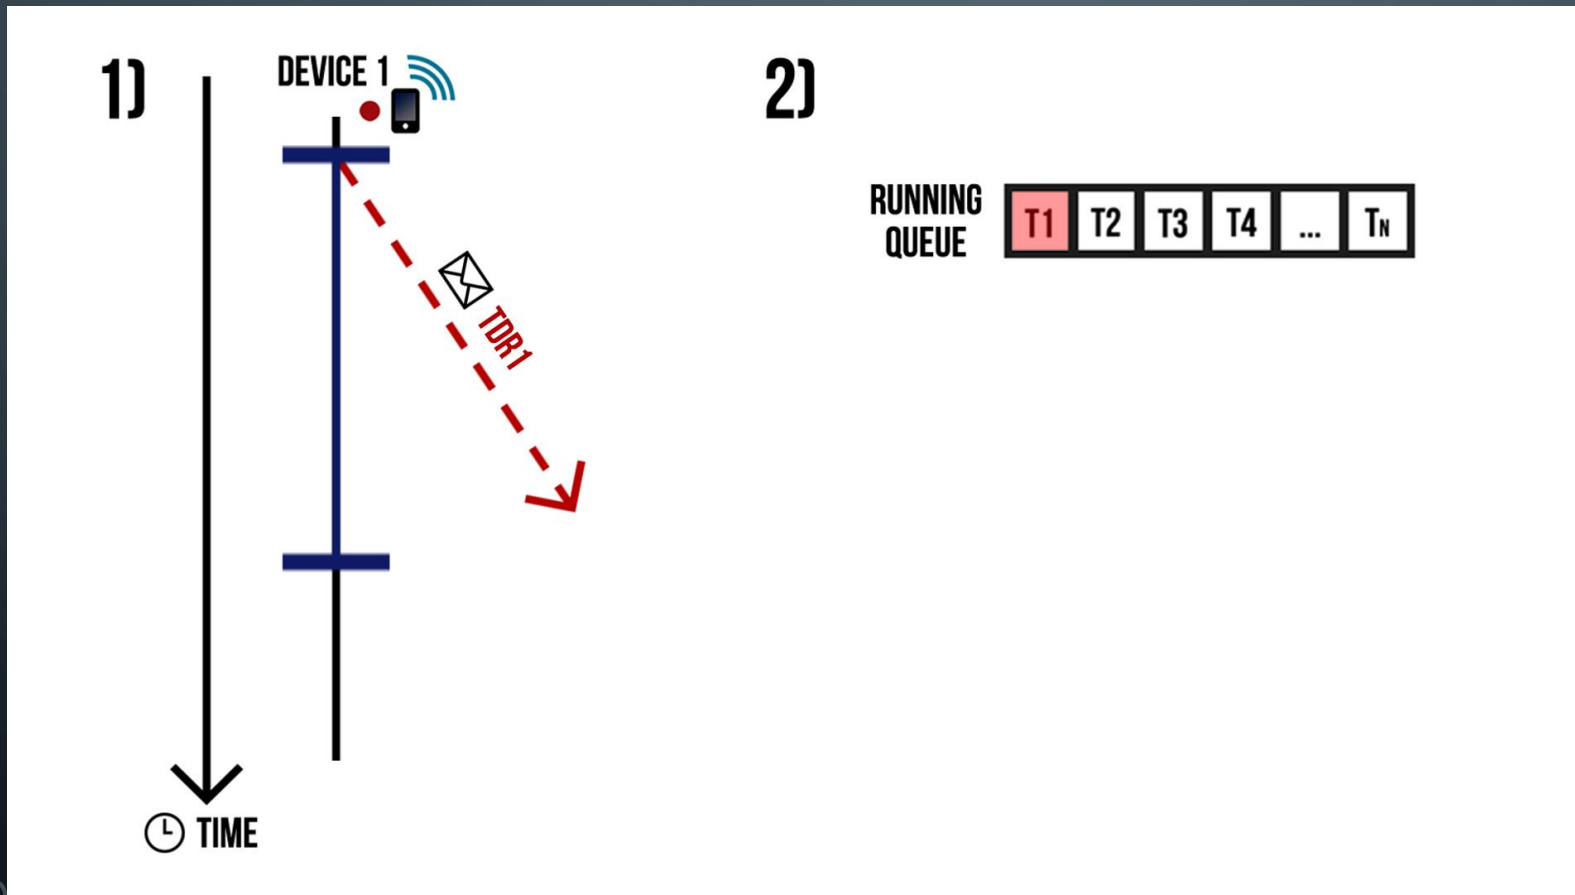 1)
DEVICE 1
TDR1
TIME
2)
RUNNING
QUEUE
T1 T2 T3 T4 ... TN